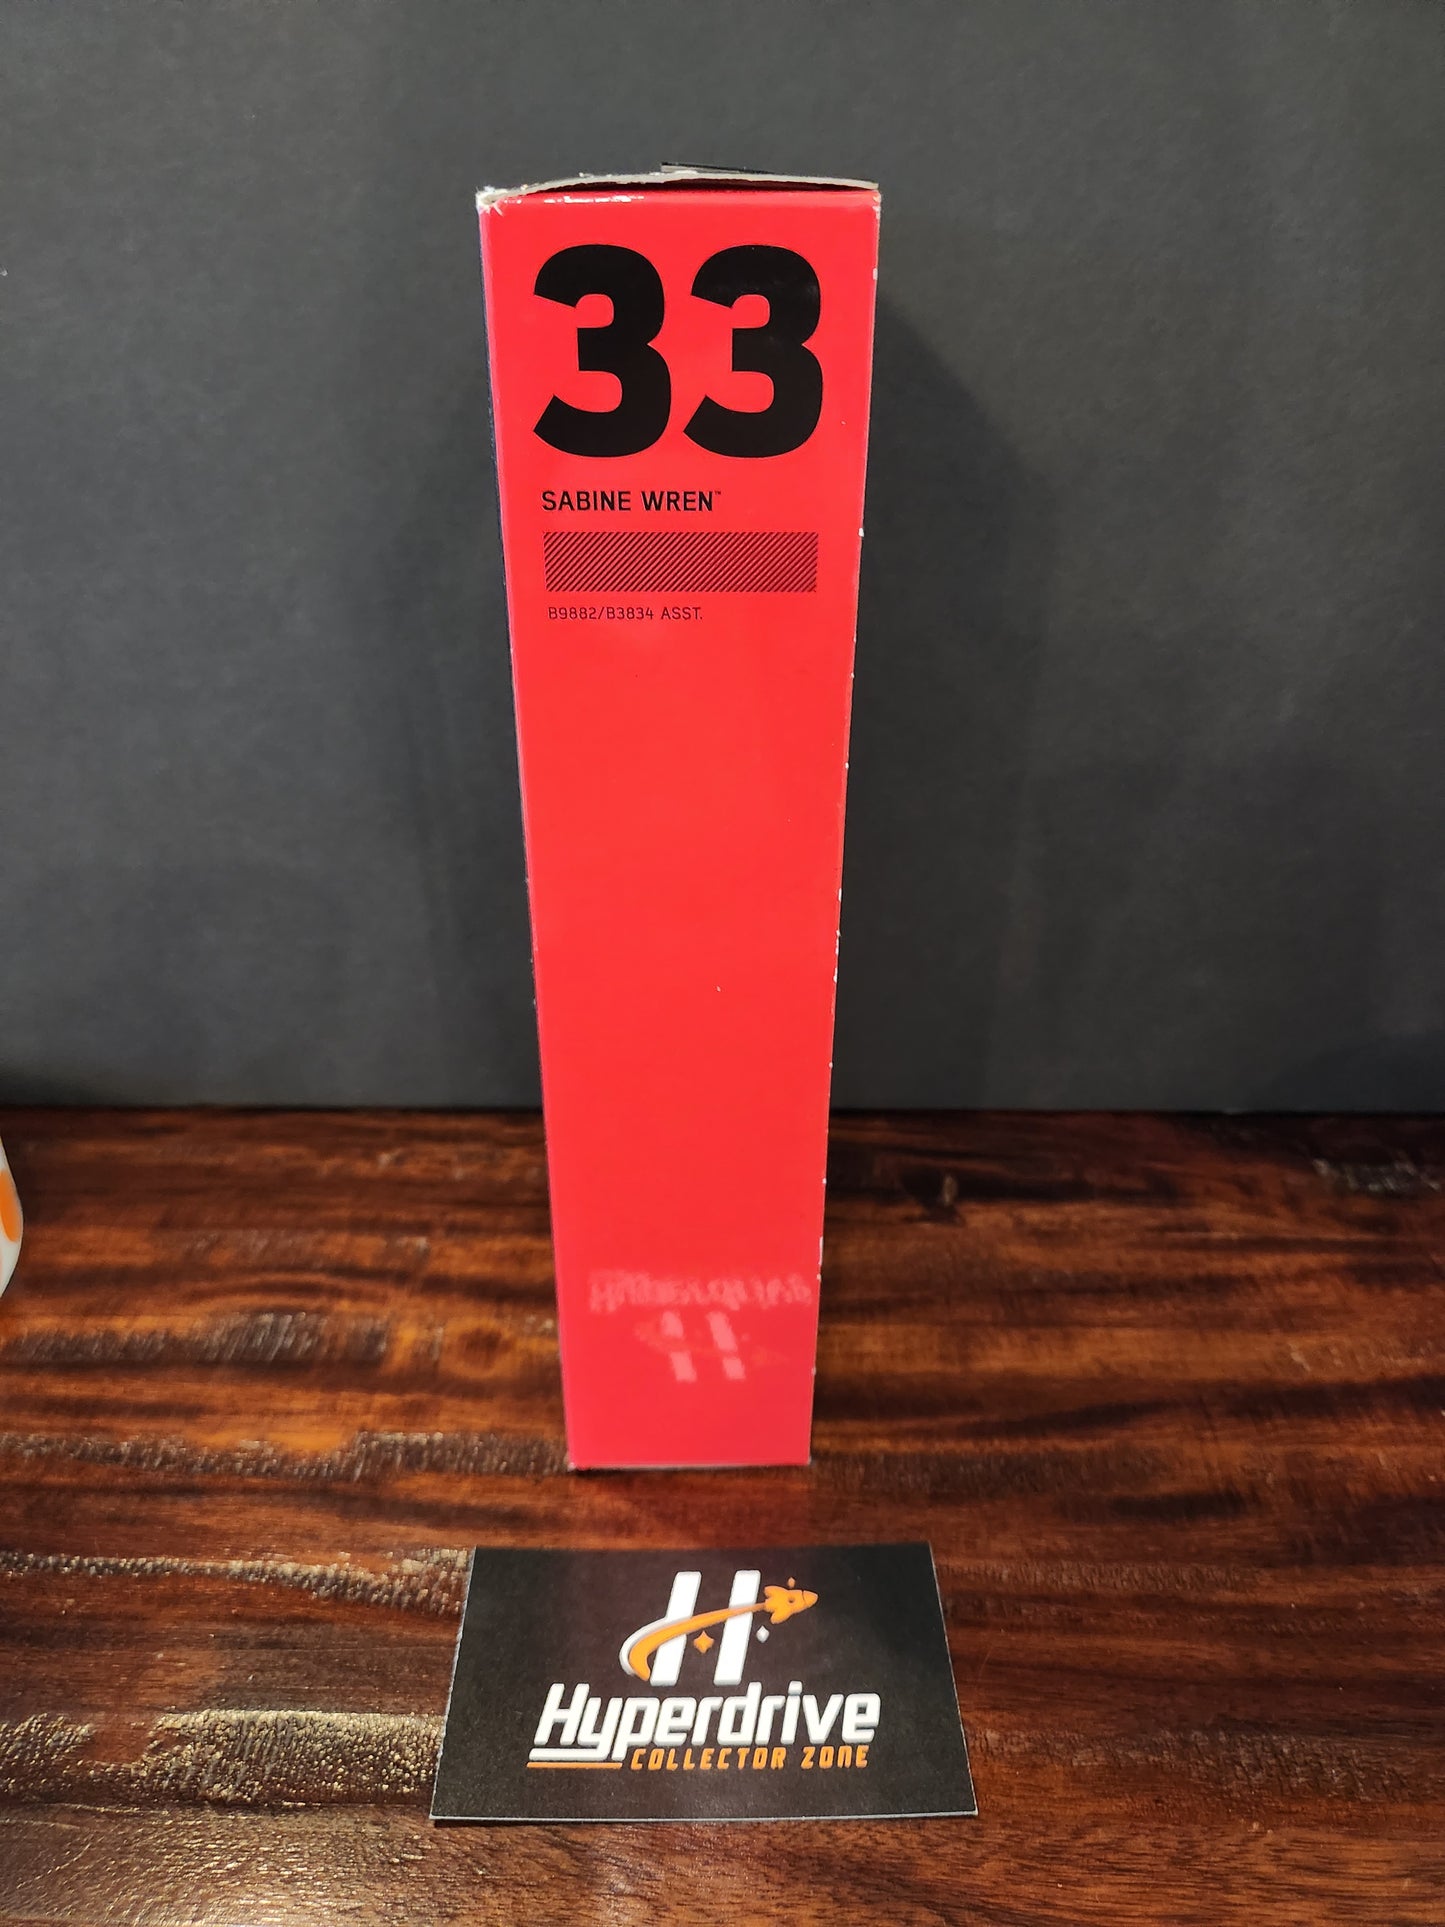 33
SABINE WREN™
B9882/B3834 ASST.
H
Hyperdrive
COLLECTOR ZONE